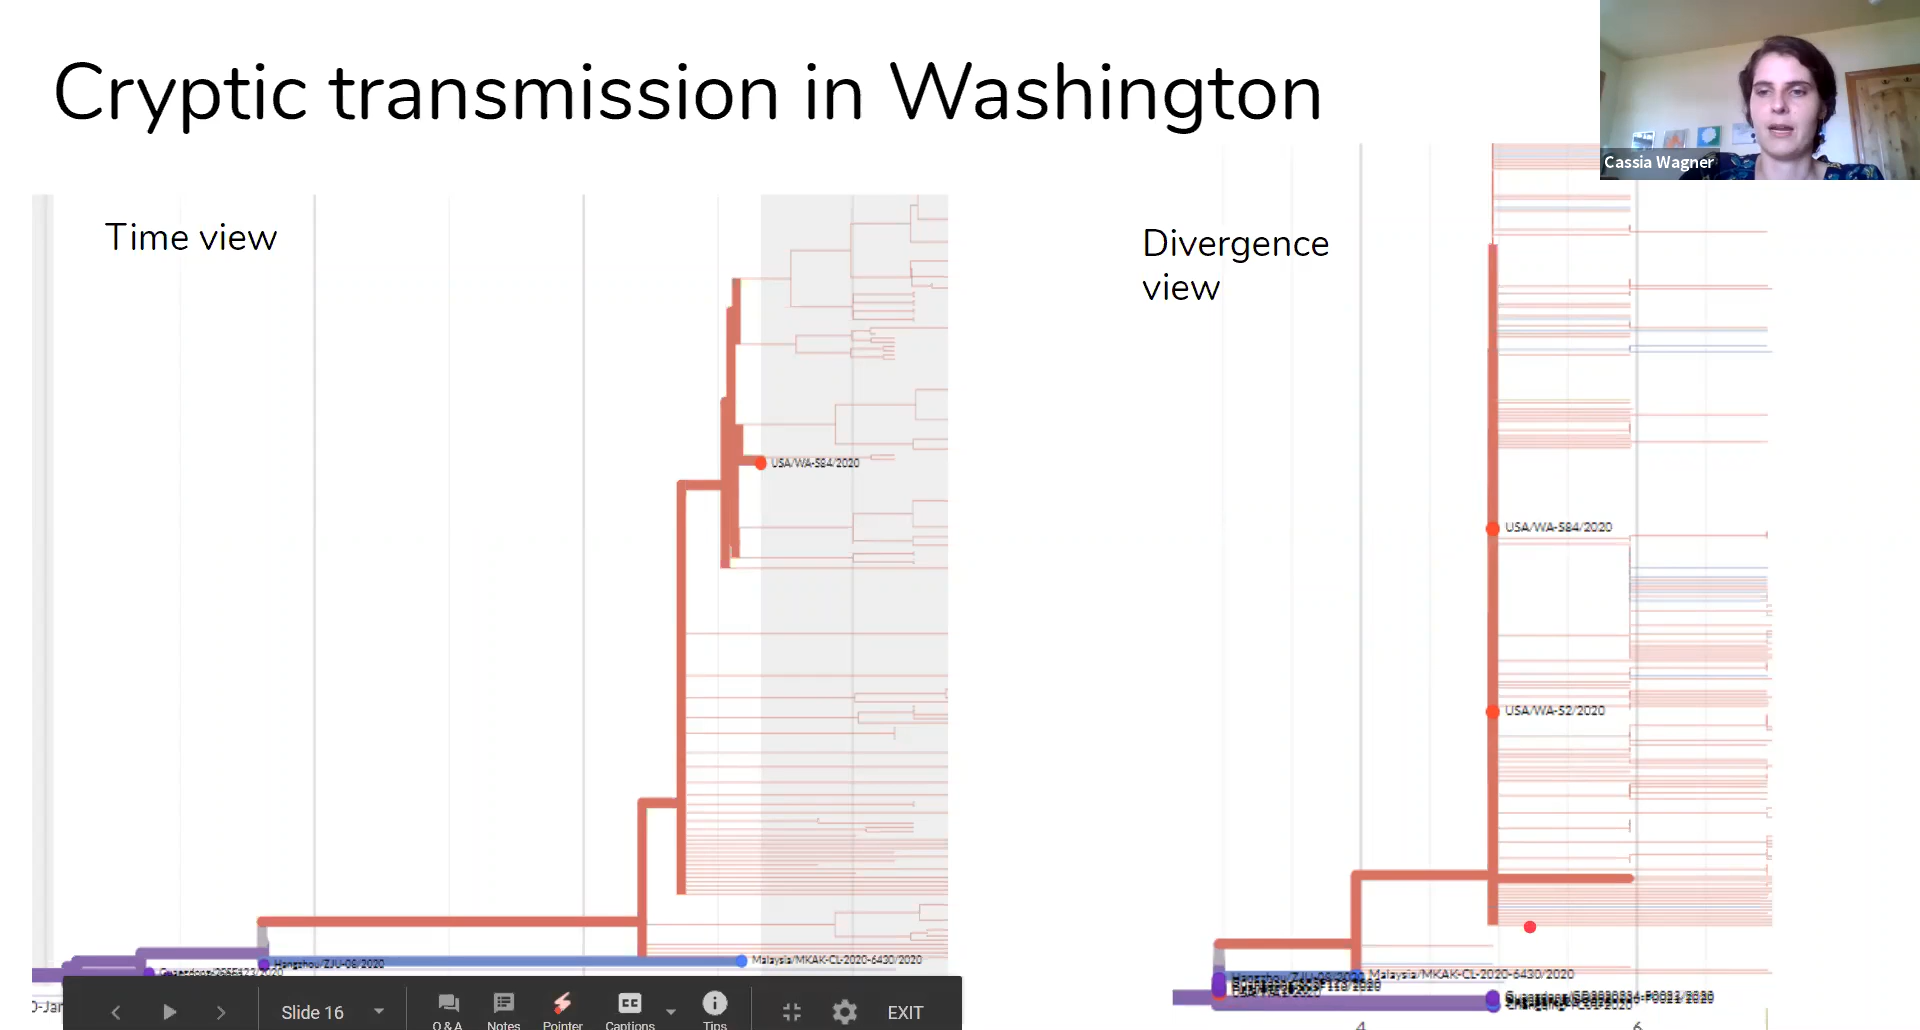 Cryptic transmission in Washington
Cassia Wagner
Time view
Divergence
view
USA/WA-S84/2020
USA/WA-S84/2020
USA/WA-S2/2020
Hangzhou/ZJU-08/2020
Malaysia/MKAK-CL-2020-6430/2020
Malaysia/MKAK-CL-2020-6430/2020
4
6
Slide 16
Q&A
Notes
Pointer
Captions
Tips
EXIT